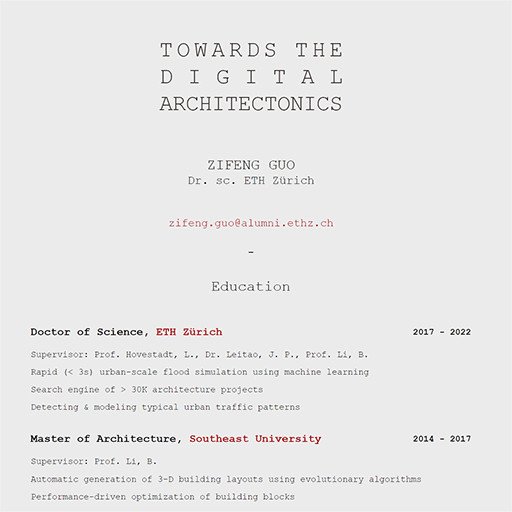 TOWARDS THE
DIGITAL
ARCHITECTONICS
ZIFENG GUO
Dr. sc. ETH Zürich
zifeng.guo@alumni.ethz.ch
-
Education
Doctor of Science, ETH Zürich 2017 - 2022
Supervisor: Prof. Hovestadt, L., Dr. Leitao, J. P., Prof. Li, B.
Rapid (< 3s) urban-scale flood simulation using machine learning
Search engine of > 30K architecture projects
Detecting & modeling typical urban traffic patterns
Master of Architecture, Southeast University 2014 - 2017
Supervisor: Prof. Li, B.
Automatic generation of 3-D building layouts using evolutionary algorithms
Performance-driven optimization of building blocks